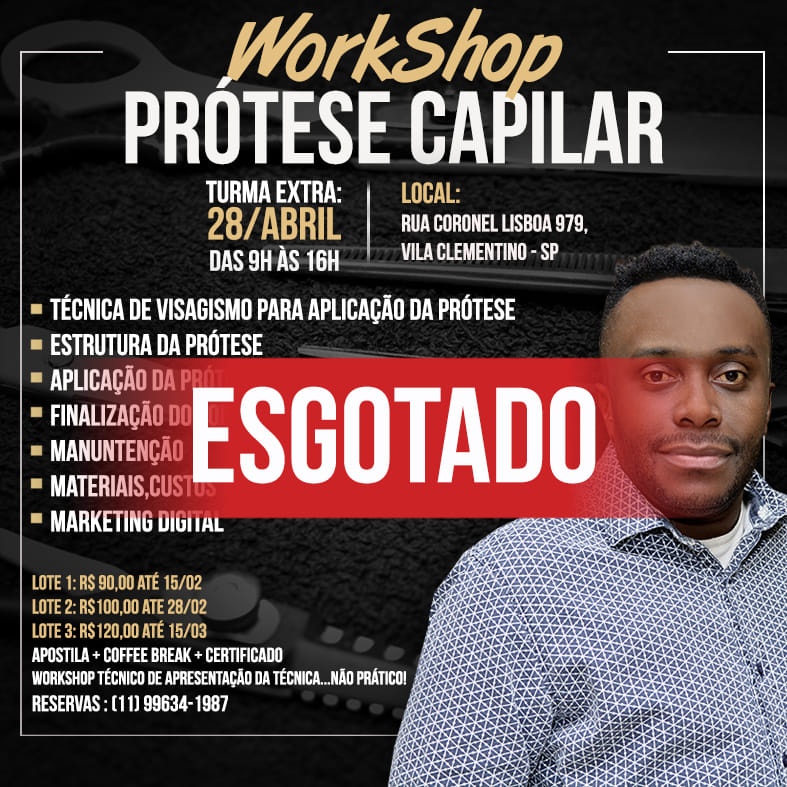 WorkShop
PRÓTESE CAPILAR
TURMA EXTRA:
28/ABRIL
DAS 9H ÀS 16H
LOCAL:
RUA CORONEL LISBOA 979,
VILA CLEMENTINO - SP
TÉCNICA DE VISAGISMO PARA APLICAÇÃO DA PRÓTESE
ESTRUTURA DA PRÓTESE
APLICAÇÃO DA
FINALIZAÇÃO
MANUNTENÇÃO
MATERIAIS,CUSTOS
MARKETING DIGITAL
ESGOTADO
LOTE 1: R$ 90,00 ATÉ 15/02
LOTE 2: R$100,00 ATE 28/02
LOTE 3: R$120,00 ATÉ 15/03
APOSTILA + COFFEE BREAK + CERTIFICADO
WORKSHOP TÉCNICO DE APRESENTAÇÃO DA TÉCNICA...NÃO PRÁTICO!
RESERVAS : (11) 99634-1987